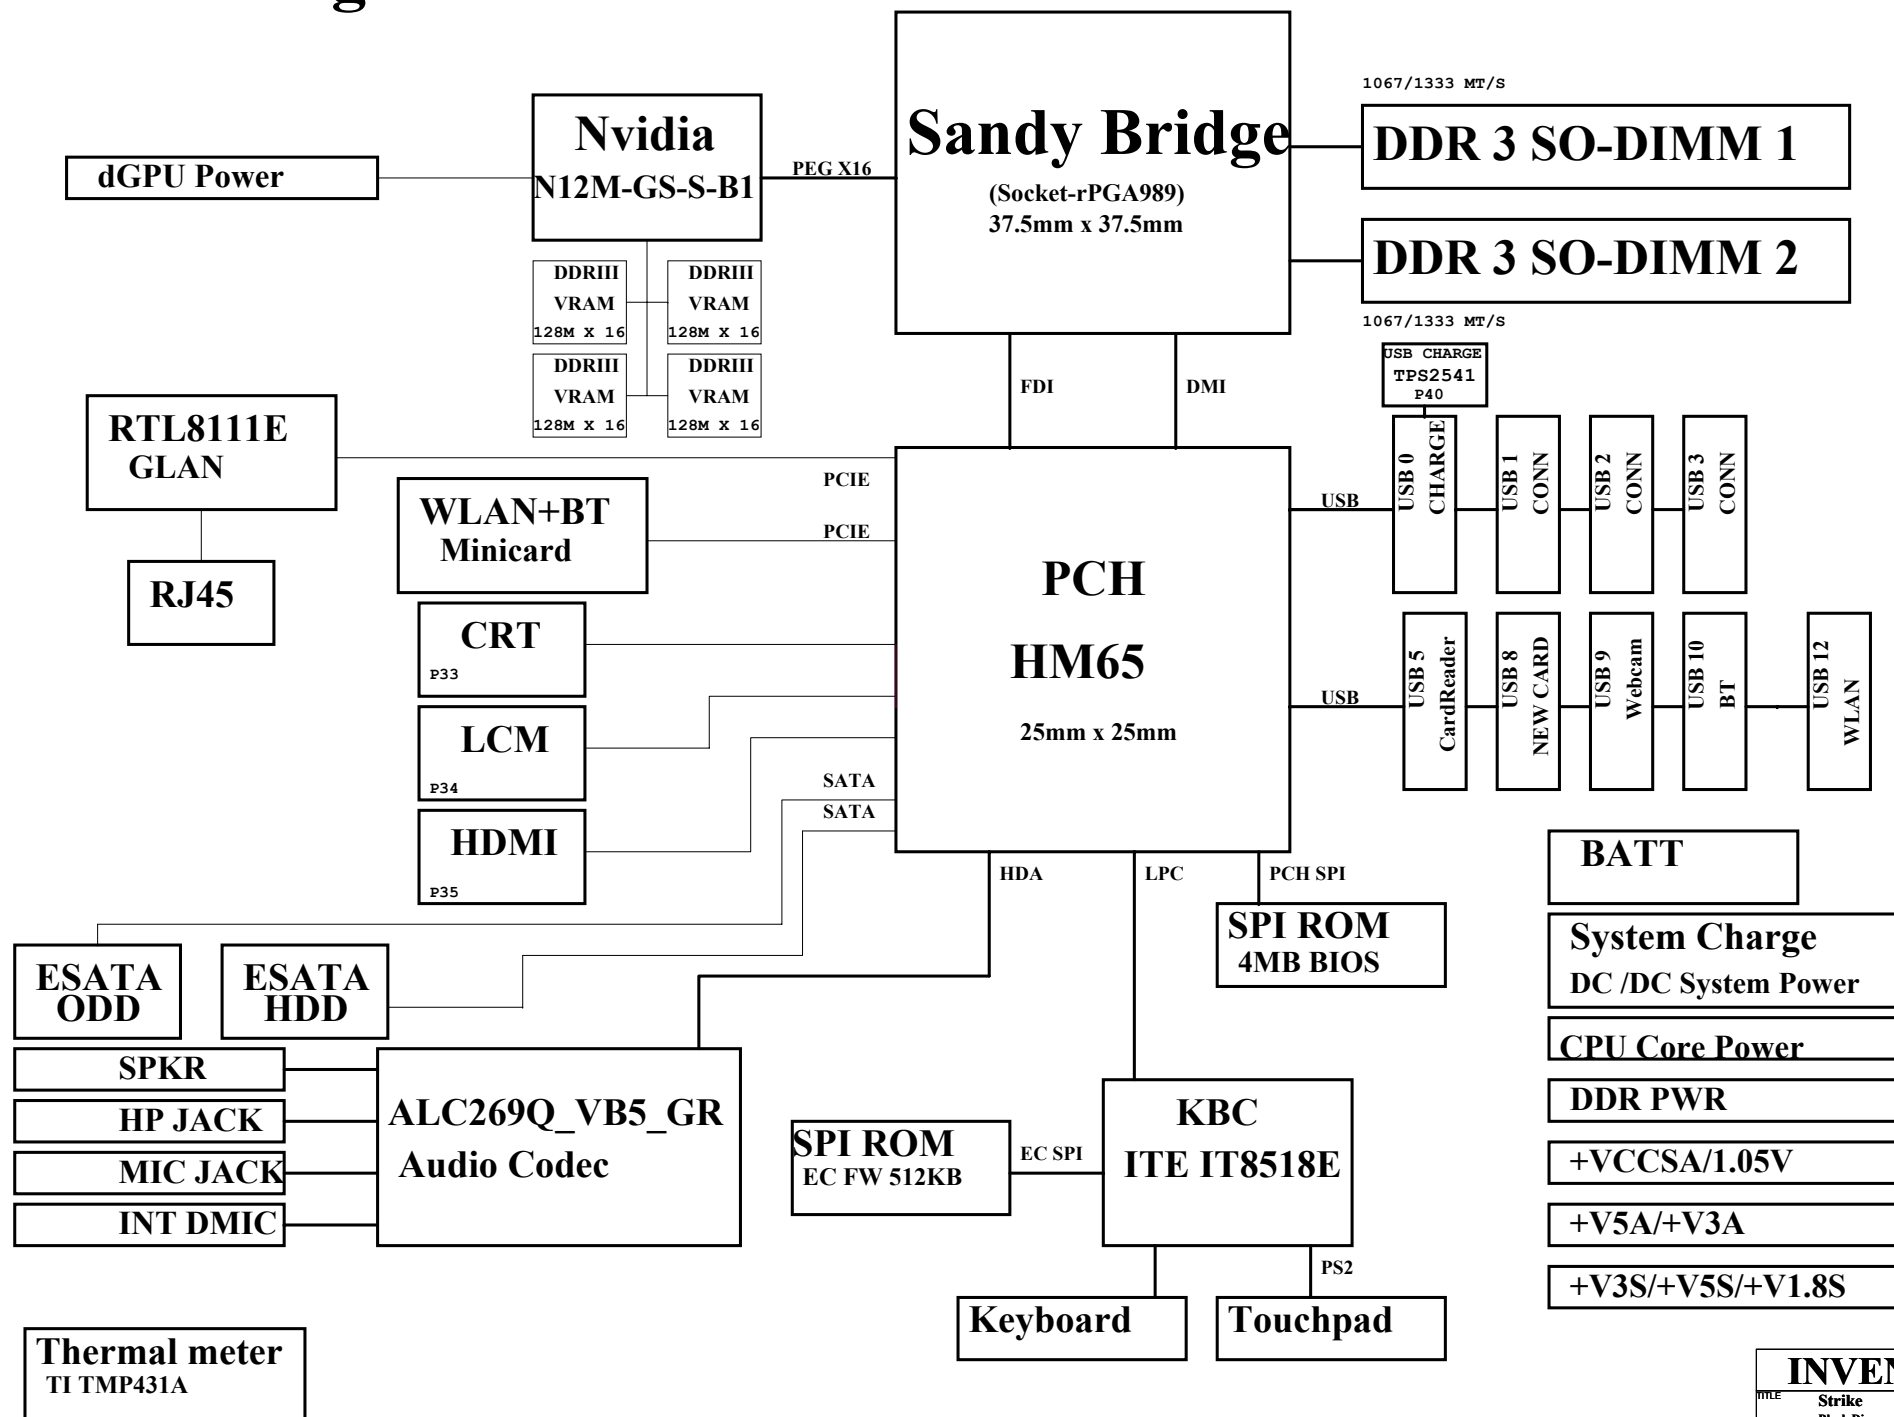 1067/1333 MT/S
Nvidia
N12M-GS-S-B1
dGPU Power
PEG X16
Sandy Bridge
(Socket-rPGA989)
37.5mm x 37.5mm
DDR 3 SO-DIMM 1
DDR 3 SO-DIMM 2
1067/1333 MT/S
DDRIII
VRAM
128M X 16
DDRIII
VRAM
128M X 16
DDRIII
VRAM
128M X 16
DDRIII
VRAM
128M X 16
FDI
DMI
USB CHARGE
TPS2541
P40
RTL8111E
GLAN
RJ45
PCIE
WLAN+BT
Minicard
PCIE
CRT
P33
LCM
P34
HDMI
P35
SATA
SATA
PCH
HM65
25mm x 25mm
USB
USB 0
CHARGE
USB 1
CONN
USB 2
CONN
USB 3
CONN
USB
USB 5
CardReader
USB 8
NEW CARD
USB 9
Webcam
USB 10
BT
USB 12
WLAN
HDA
LPC
PCH SPI
SPI ROM
4MB BIOS
ESATA
ODD
ESATA
HDD
SPKR
HP JACK
MIC JACK
INT DMIC
ALC269Q_VB5_GR
Audio Codec
SPI ROM
EC FW 512KB
EC SPI
KBC
ITE IT8518E
PS2
Keyboard
Touchpad
BATT
System Charge
DC /DC System Power
CPU Core Power
DDR PWR
+VCCSA/1.05V
+V5A/+V3A
+V3S/+V5S/+V1.8S
Thermal meter
TI TMP431A
TITLE
Strike